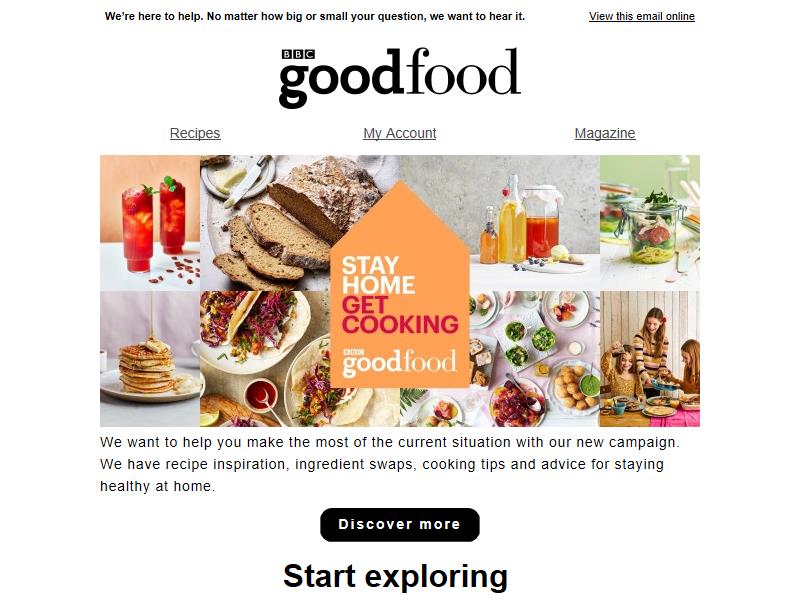 We're here to help. No matter how big or small your question, we want to hear it.
View this email online
BBC
goodfood
Recipes
My Account
Magazine
STAY
HOME
GET
COOKING
BBC
goodfood
We want to help you make the most of the current situation with our new campaign.
We have recipe inspiration, ingredient swaps, cooking tips and advice for staying
healthy at home.
Discover more
Start exploring